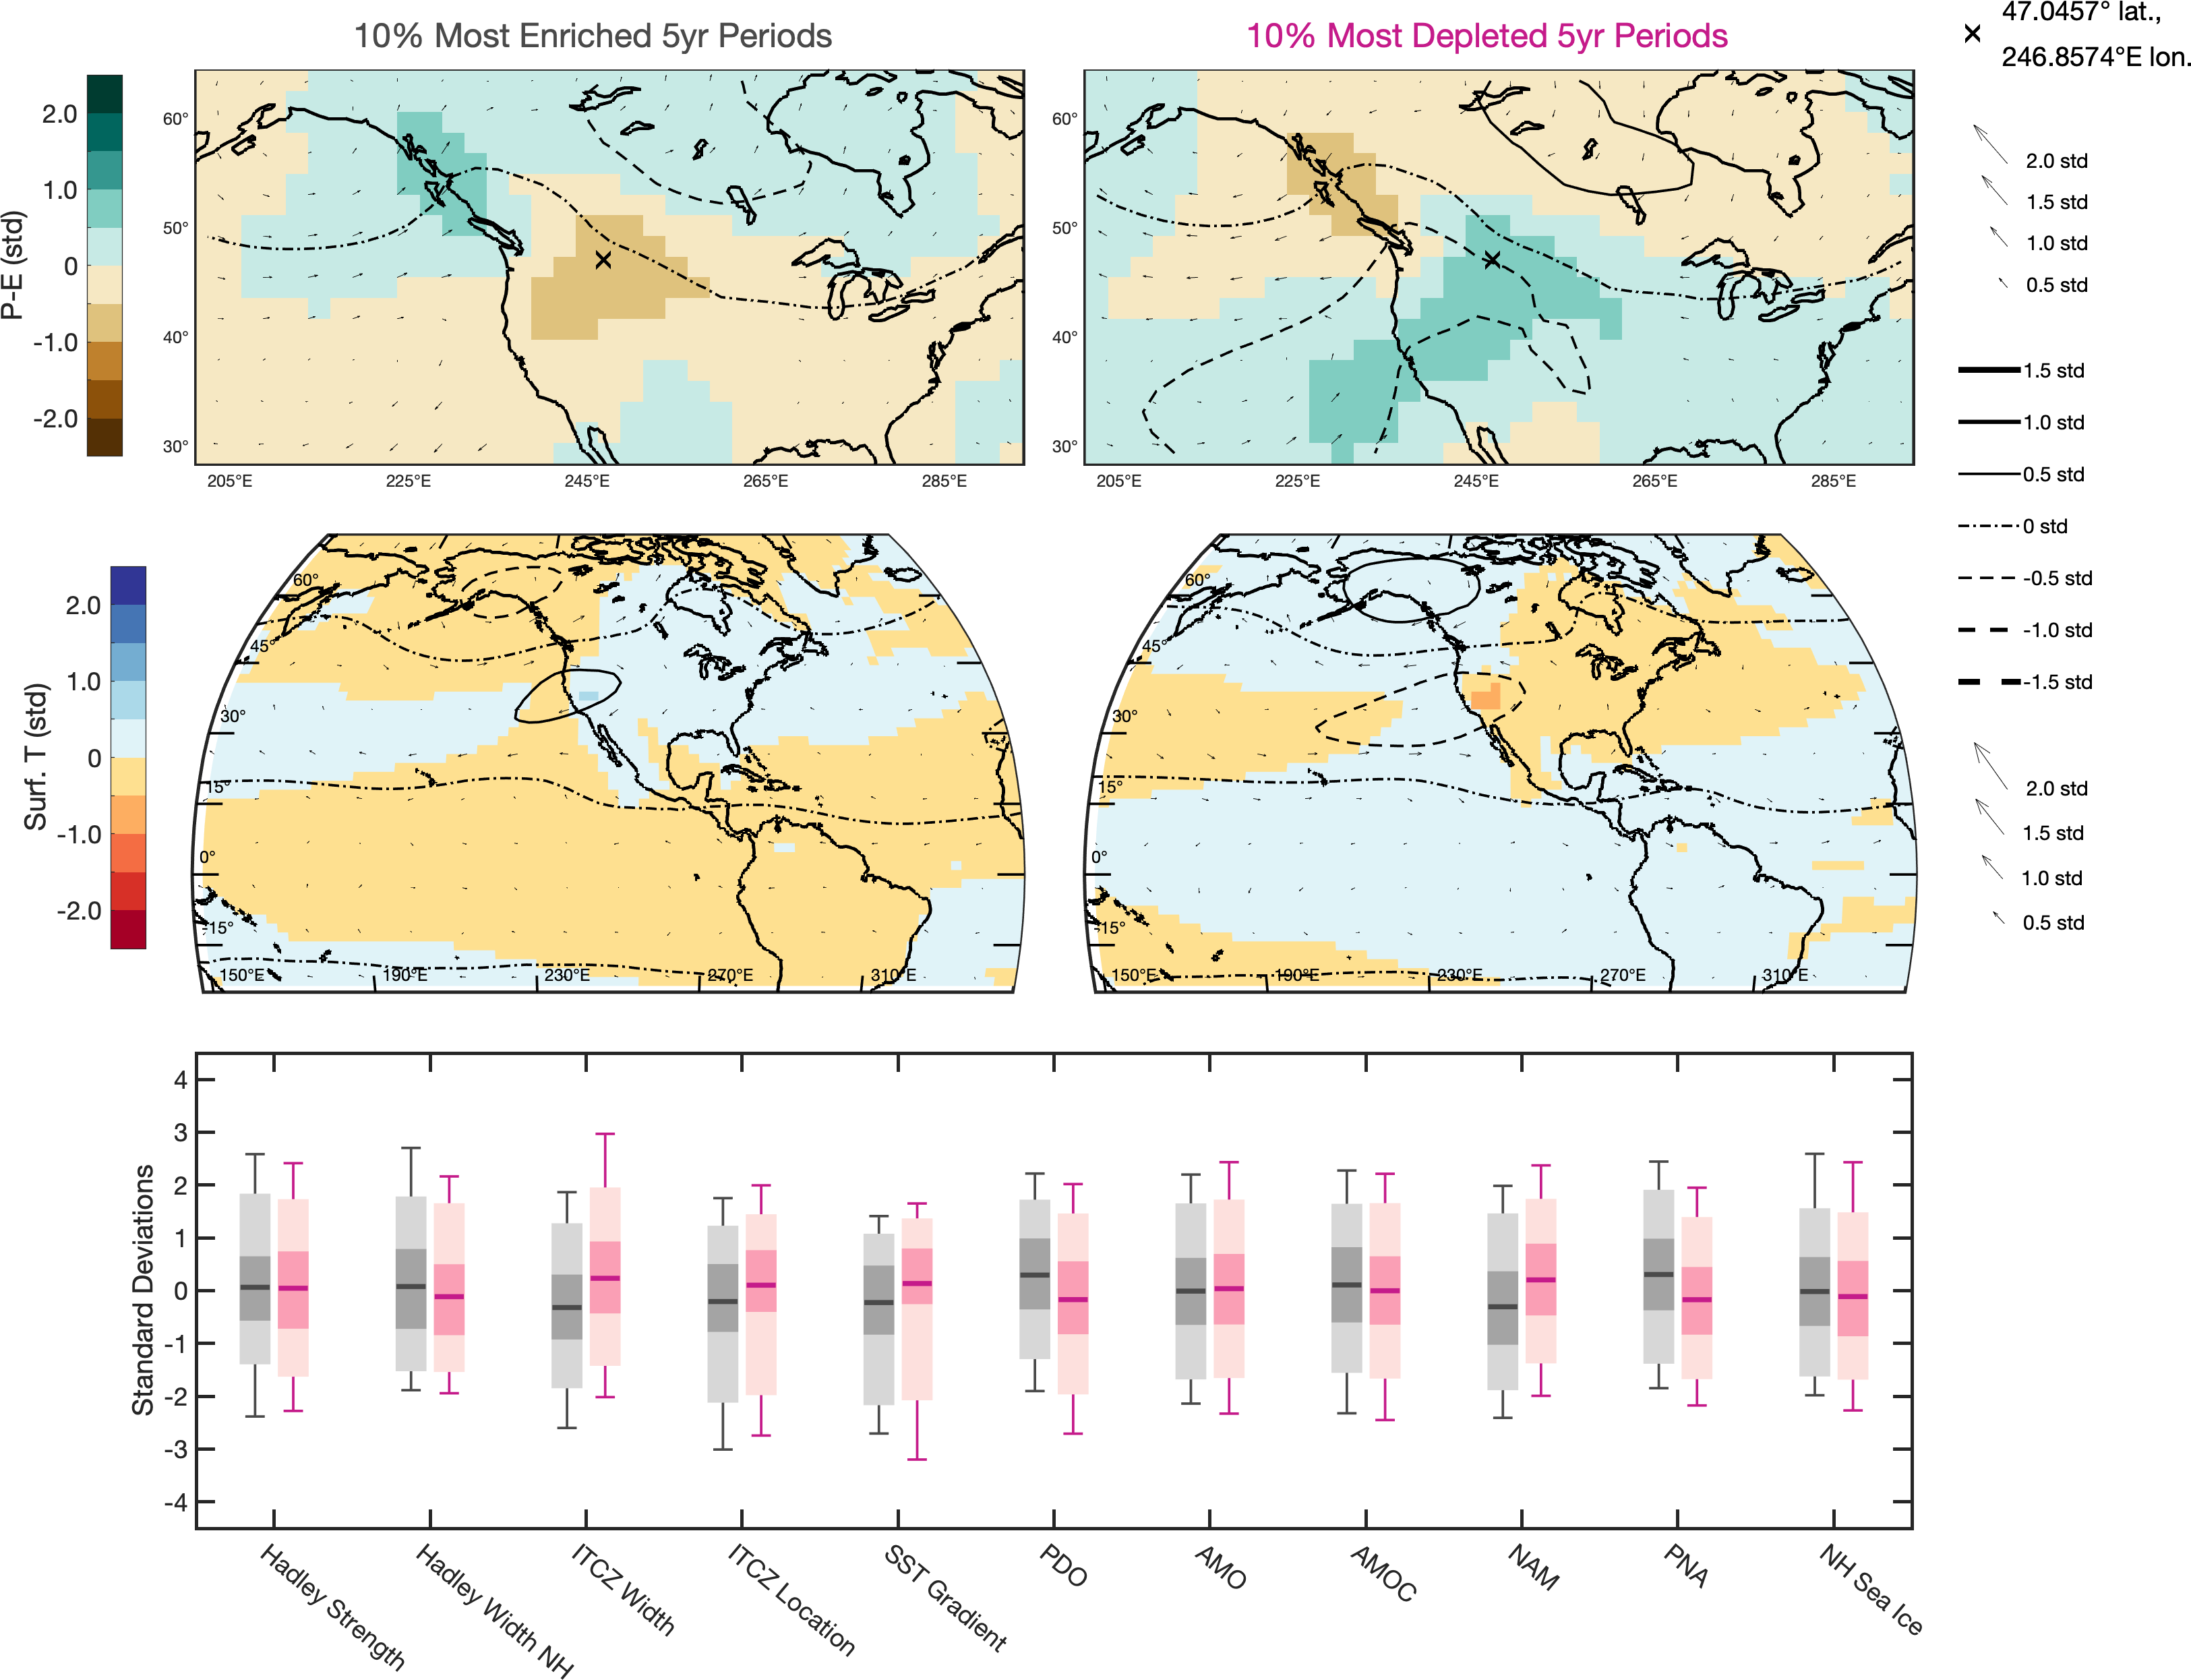 10% Most Enriched 5yr Periods
10% Most Depleted 5yr Periods
47.0457° lat.,
246.8574°E lon.
P-E (std)
2.0
1.0
0
-1.0
-2.0
60°
50°
40°
30°
205°E
225°E
245°E
265°E
285°E
60°
50°
40°
30°
205°E
225°E
245°E
265°E
285°E
2.0 std
1.5 std
1.0 std
0.5 std
1.5 std
1.0 std
0.5 std
0 std
-0.5 std
-1.0 std
-1.5 std
Surf. T (std)
2.0
1.0
0
-1.0
-2.0
60°
45°
30°
15°
0°
-15°
150°E
190°E
230°E
270°E
310°E
60°
45°
30°
15°
0°
-15°
150°E
190°E
230°E
270°E
310°E
2.0 std
1.5 std
1.0 std
0.5 std
Standard Deviations
4
3
2
1
0
-1
-2
-3
-4
Hadley Strength
Hadley Width NH
ITCZ Width
ITCZ Location
SST Gradient
PDO
AMO
AMOC
NAM
PNA
NH Sea Ice